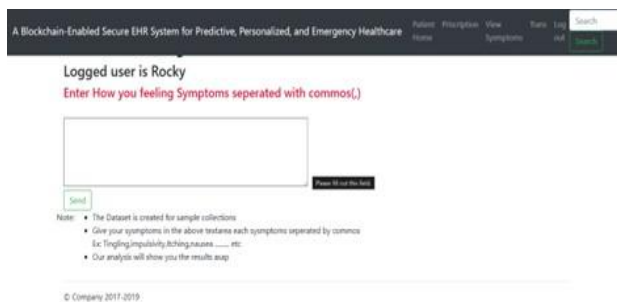 A Blockchain-Enabled Secure EHR System for Predictive, Personalized, and Emergency Healthcare
Patient Home
Priscription
View Symptoms
Trans
Log out
Search
Search
Logged user is Rocky
Enter How you feeling Symptoms seperated with commos(,)
Please fill out this field.
Send
Note:
• The Dataset is created for sample collections
• Give your sysmptoms in the above textarea each symptoms seperated by commos
Ex: Tingling,impulsivity,itching,nausea ........ etc
• Our analysis will show you the results asap
© Company 2017-2019